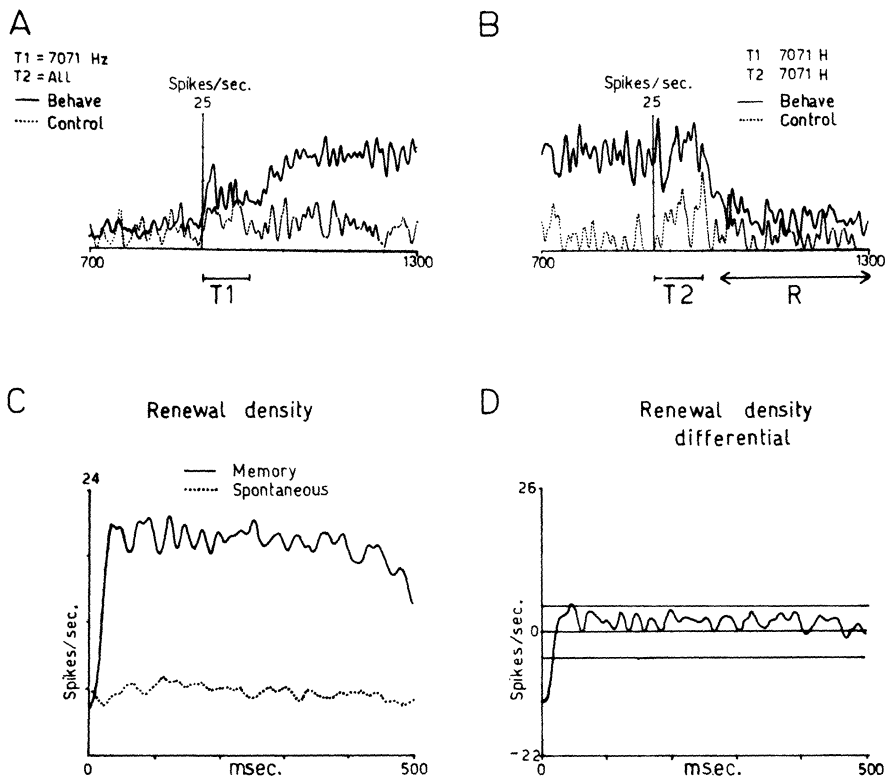 A
T1 = 7071 Hz
T2 = ALL
Behave
Control
Spikes/sec.
25
700
1300
T1
B
T1 7071 H
T2 7071 H
Behave
Control
Spikes/sec.
25
700
1300
T2
R
C
Renewal density
Memory
Spontaneous
24
Spikes/sec.
0
msec.
500
D
Renewal density
differential
26
0
-22
Spikes/sec.
0
msec.
500